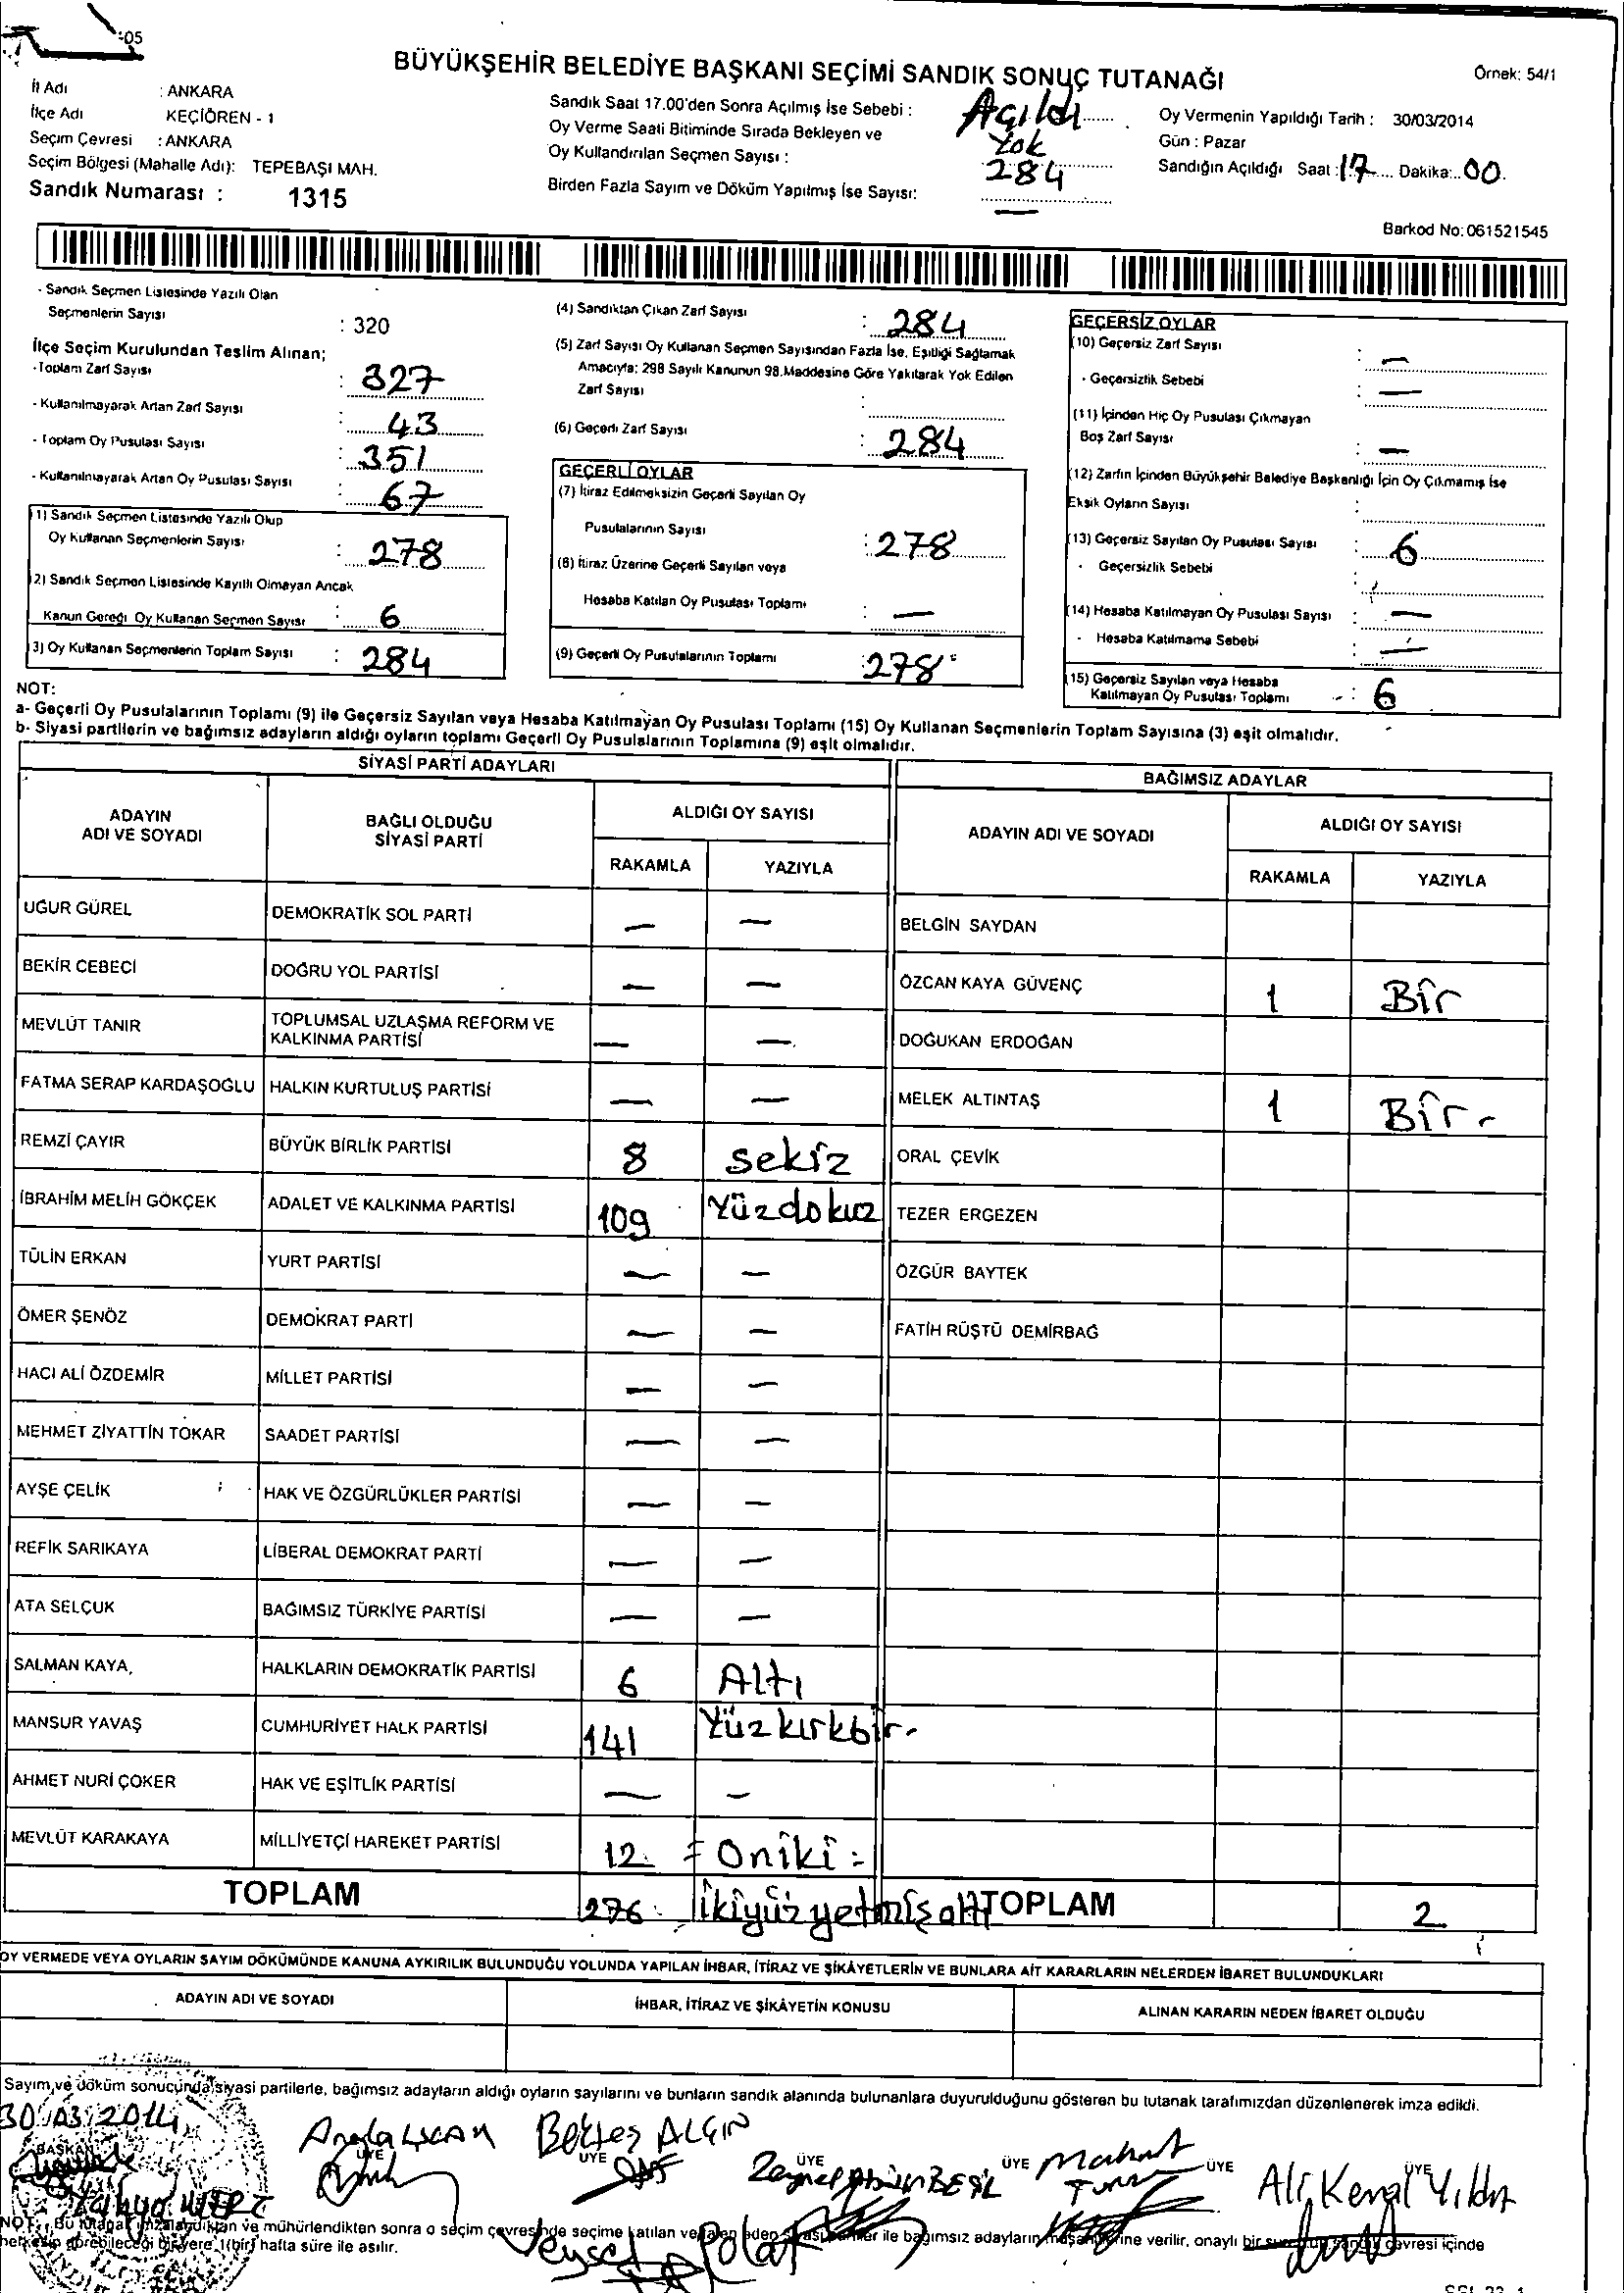 :05
BÜYÜKŞEHİR BELEDİYE BAŞKANI SEÇİMİ SANDIK SONUÇ TUTANAĞI
Örnek: 54/1
İl Adı : ANKARA
İlçe Adı KEÇİÖREN - 1
Seçim Çevresi : ANKARA
Seçim Bölgesi (Mahalle Adı): TEPEBAŞI MAH.
Sandık Numarası : 1315
Sandık Saat 17.00'den Sonra Açılmış İse Sebebi : Açıldı
Oy Verme Saati Bitiminde Sırada Bekleyen ve Yok
Oy Kullandırılan Seçmen Sayısı : 284
Birden Fazla Sayım ve Döküm Yapılmış İse Sayısı: —
Oy Vermenin Yapıldığı Tarih : 30/03/2014
Gün : Pazar
Sandığın Açıldığı Saat : 17 Dakika:.. 00.
Barkod No: 061521545
- Sandık Seçmen Listesinde Yazılı Olan
Seçmenlerin Sayısı : 320
İlçe Seçim Kurulundan Teslim Alınan;
-Toplam Zarf Sayısı : 327
- Kullanılmayarak Artan Zarf Sayısı : 43
- Toplam Oy Pusulası Sayısı : 351
- Kullanılmayarak Artan Oy Pusulası Sayısı : 67
(1) Sandık Seçmen Listesinde Yazılı Olup
Oy Kullanan Seçmenlerin Sayısı : 278
(2) Sandık Seçmen Listesinde Kayıtlı Olmayan Ancak
Kanun Gereği Oy Kullanan Seçmen Sayısı : 6
(3) Oy Kullanan Seçmenlerin Toplam Sayısı : 284
(4) Sandıktan Çıkan Zarf Sayısı : 284
(5) Zarf Sayısı Oy Kullanan Seçmen Sayısından Fazla İse, Eşitliği Sağlamak
Amacıyla: 298 Sayılı Kanunun 98.Maddesine Göre Yakılarak Yok Edilen
Zarf Sayısı :
(6) Geçerli Zarf Sayısı : 284
GEÇERLİ OYLAR
(7) İtiraz Edilmeksizin Geçerli Sayılan Oy
Pusulalarının Sayısı : 278
(8) İtiraz Üzerine Geçerli Sayılan veya
Hesaba Katılan Oy Pusulası Toplamı : —
(9) Geçerli Oy Pusulalarının Toplamı : 278
GEÇERSİZ OYLAR
(10) Geçersiz Zarf Sayısı : —
- Geçersizlik Sebebi : —
(11) İçinden Hiç Oy Pusulası Çıkmayan
Boş Zarf Sayısı : —
(12) Zarfın İçinden Büyükşehir Belediye Başkanlığı İçin Oy Çıkmamış İse
Eksik Oyların Sayısı :
(13) Geçersiz Sayılan Oy Pusulası Sayısı : 6
- Geçersizlik Sebebi :
(14) Hesaba Katılmayan Oy Pusulası Sayısı : —
- Hesaba Katılmama Sebebi : —
(15) Geçersiz Sayılan veya Hesaba
Katılmayan Oy Pusulası Toplamı : 6
NOT:
a- Geçerli Oy Pusulalarının Toplamı (9) ile Geçersiz Sayılan veya Hesaba Katılmayan Oy Pusulası Toplamı (15) Oy Kullanan Seçmenlerin Toplam Sayısına (3) eşit olmalıdır.
b- Siyasi partilerin ve bağımsız adayların aldığı oyların toplamı Geçerli Oy Pusulalarının Toplamına (9) eşit olmalıdır.
SİYASİ PARTİ ADAYLARI
ADAYIN ADI VE SOYADI
BAĞLI OLDUĞU SİYASİ PARTİ
ALDIĞI OY SAYISI
RAKAMLA YAZIYLA
UĞUR GÜREL DEMOKRATİK SOL PARTİ — —
BEKİR CEBECİ DOĞRU YOL PARTİSİ — —
MEVLÜT TANIR TOPLUMSAL UZLAŞMA REFORM VE KALKINMA PARTİSİ — —
FATMA SERAP KARDAŞOĞLU HALKIN KURTULUŞ PARTİSİ — —
REMZİ ÇAYIR BÜYÜK BİRLİK PARTİSİ 8 sekiz
İBRAHİM MELİH GÖKÇEK ADALET VE KALKINMA PARTİSİ 109 Yüzdokuz
TÜLİN ERKAN YURT PARTİSİ — —
ÖMER ŞENÖZ DEMOKRAT PARTİ — —
HACI ALİ ÖZDEMİR MİLLET PARTİSİ — —
MEHMET ZİYATTİN TOKAR SAADET PARTİSİ — —
AYŞE ÇELİK HAK VE ÖZGÜRLÜKLER PARTİSİ — —
REFİK SARIKAYA LİBERAL DEMOKRAT PARTİ — —
ATA SELÇUK BAĞIMSIZ TÜRKİYE PARTİSİ — —
SALMAN KAYA, HALKLARIN DEMOKRATİK PARTİSİ 6 Altı
MANSUR YAVAŞ CUMHURİYET HALK PARTİSİ 141 Yüzkırkbir-
AHMET NURİ ÇOKER HAK VE EŞİTLİK PARTİSİ — —
MEVLÜT KARAKAYA MİLLİYETÇİ HAREKET PARTİSİ 12 = Oniki =
TOPLAM 276 ikiyüzyetmişaltı
BAĞIMSIZ ADAYLAR
ADAYIN ADI VE SOYADI
ALDIĞI OY SAYISI
RAKAMLA YAZIYLA
BELGİN SAYDAN
ÖZCAN KAYA GÜVENÇ 1 Bir
DOĞUKAN ERDOĞAN
MELEK ALTINTAŞ 1 Bir-
ORAL ÇEVİK
TEZER ERGEZEN
ÖZGÜR BAYTEK
FATİH RÜŞTÜ DEMİRBAĞ
TOPLAM 2
OY VERMEDE VEYA OYLARIN SAYIM DÖKÜMÜNDE KANUNA AYKIRILIK BULUNDUĞU YOLUNDA YAPILAN İHBAR, İTİRAZ VE ŞİKÂYETLERİN VE BUNLARA AİT KARARLARIN NELERDEN İBARET BULUNDUKLARI
ADAYIN ADI VE SOYADI İHBAR, İTİRAZ VE ŞİKÂYETİN KONUSU ALINAN KARARIN NEDEN İBARET OLDUĞU
Sayım ve döküm sonucunda siyasi partilerle, bağımsız adayların aldığı oyların sayılarını ve bunların sandık alanında bulunanlara duyurulduğunu gösteren bu tutanak tarafımızdan düzenlenerek imza edildi.
30.03.2014
BAŞKAN ÜYE ÜYE ÜYE ÜYE ÜYE ÜYE
Bekteş ALÇIN
Ali Kemal Yıldız
Veysel Polat
NOT: Bu tutanak imzalandıktan ve mühürlendikten sonra o seçim çevresinde seçime katılan ve ile bağımsız adayların verilir, onaylı bir çevresi içinde
herkesin görebileceği bir yere 1(bir) hafta süre ile asılır.